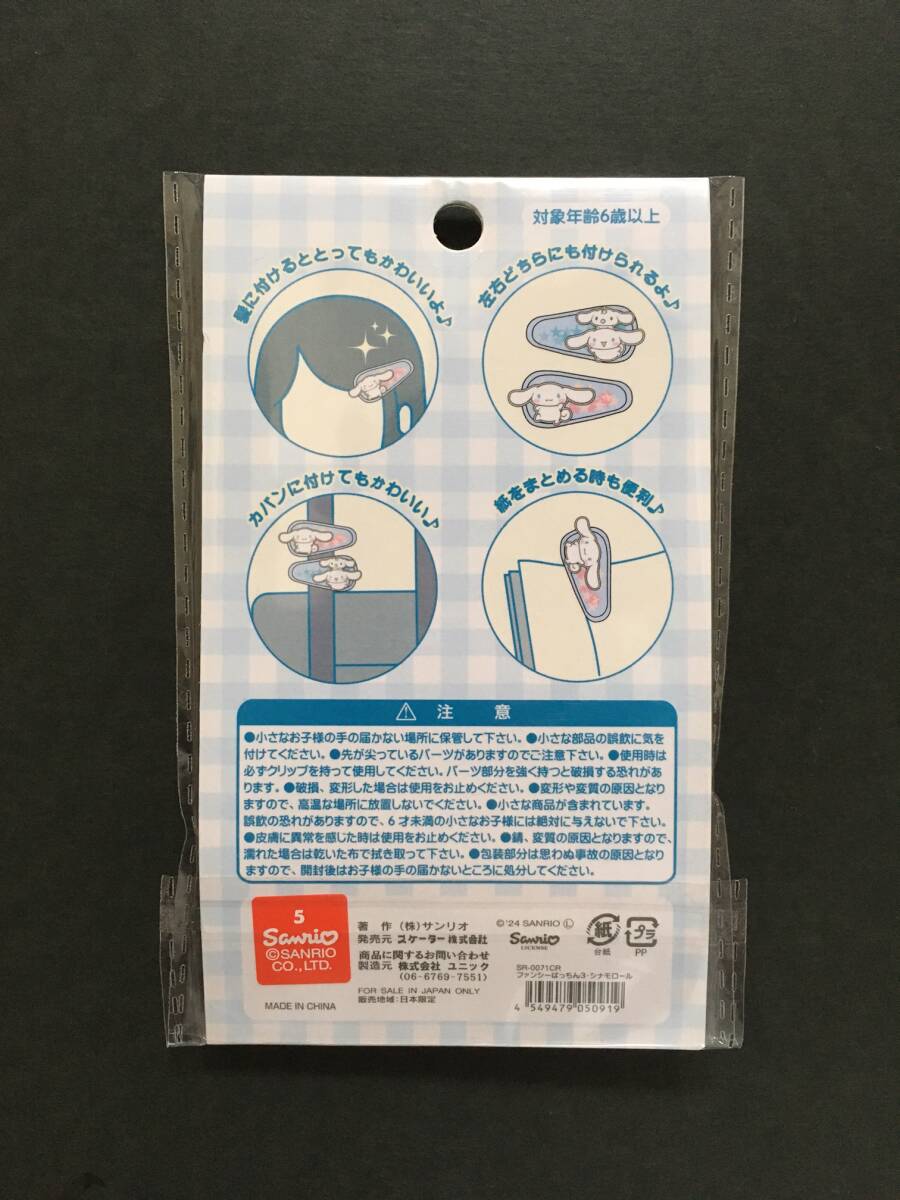 対象年齢6歳以上
髪に付けるととってもかわいいよ♪
左右どちらにも付けられるよ♪
カバンに付けてもかわいい♪
紙をまとめる時も便利♪
注 意
●小さなお子様の手の届かない場所に保管して下さい。●小さな部品の誤飲に気を
付けてください。●先が尖っているパーツがありますのでご注意下さい。●使用時は
必ずクリップを持って使用してください。パーツ部分を強く持つと破損する恐れがあ
ります。●破損、変形した場合は使用をお止めください。●変形や変質の原因となり
ますので、高温な場所に放置しないでください。●小さな商品が含まれています。
誤飲の恐れがありますので、6才未満の小さなお子様には絶対に与えないで下さい。
●皮膚に異常を感じた時は使用をお止めください。●錆、変質の原因となりますので、
濡れた場合は乾いた布で拭き取って下さい。●包装部分は思わぬ事故の原因となり
ますので、開封後はお子様の手の届かないところに処分してください。
5
Sanrio
©SANRIO
CO., LTD.
MADE IN CHINA
著 作 (株)サンリオ
発売元 スケーター株式会社
商品に関するお問い合わせ
製造元 株式会社 ユニック
(06-6769-7551)
FOR SALE IN JAPAN ONLY
販売地域:日本限定
©'24 SANRIO Ⓛ
Sanrio
LICENSE
紙
台紙
プラ
PP
SR-0071CR
ファンシーぱっちん3・シナモロール
4 549479 050919